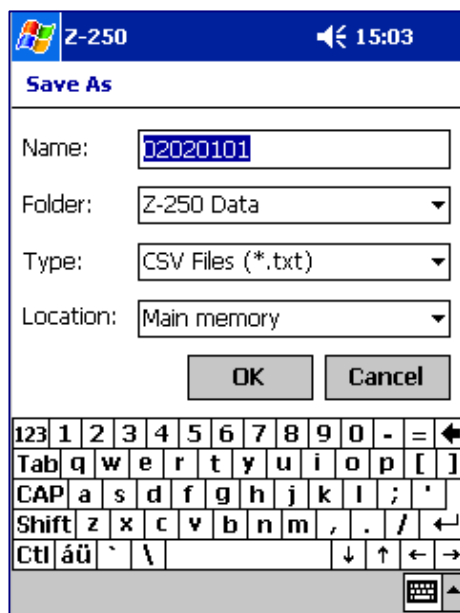 Z-250 15:03
Save As
Name: 02020101
Folder: Z-250 Data
Type: CSV Files (*.txt)
Location: Main memory
OK Cancel
123 1 2 3 4 5 6 7 8 9 0 - =
Tab q w e r t y u i o p [ ]
CAP a s d f g h j k l ; '
Shift z x c v b n m , . /
Ctl áü ` \